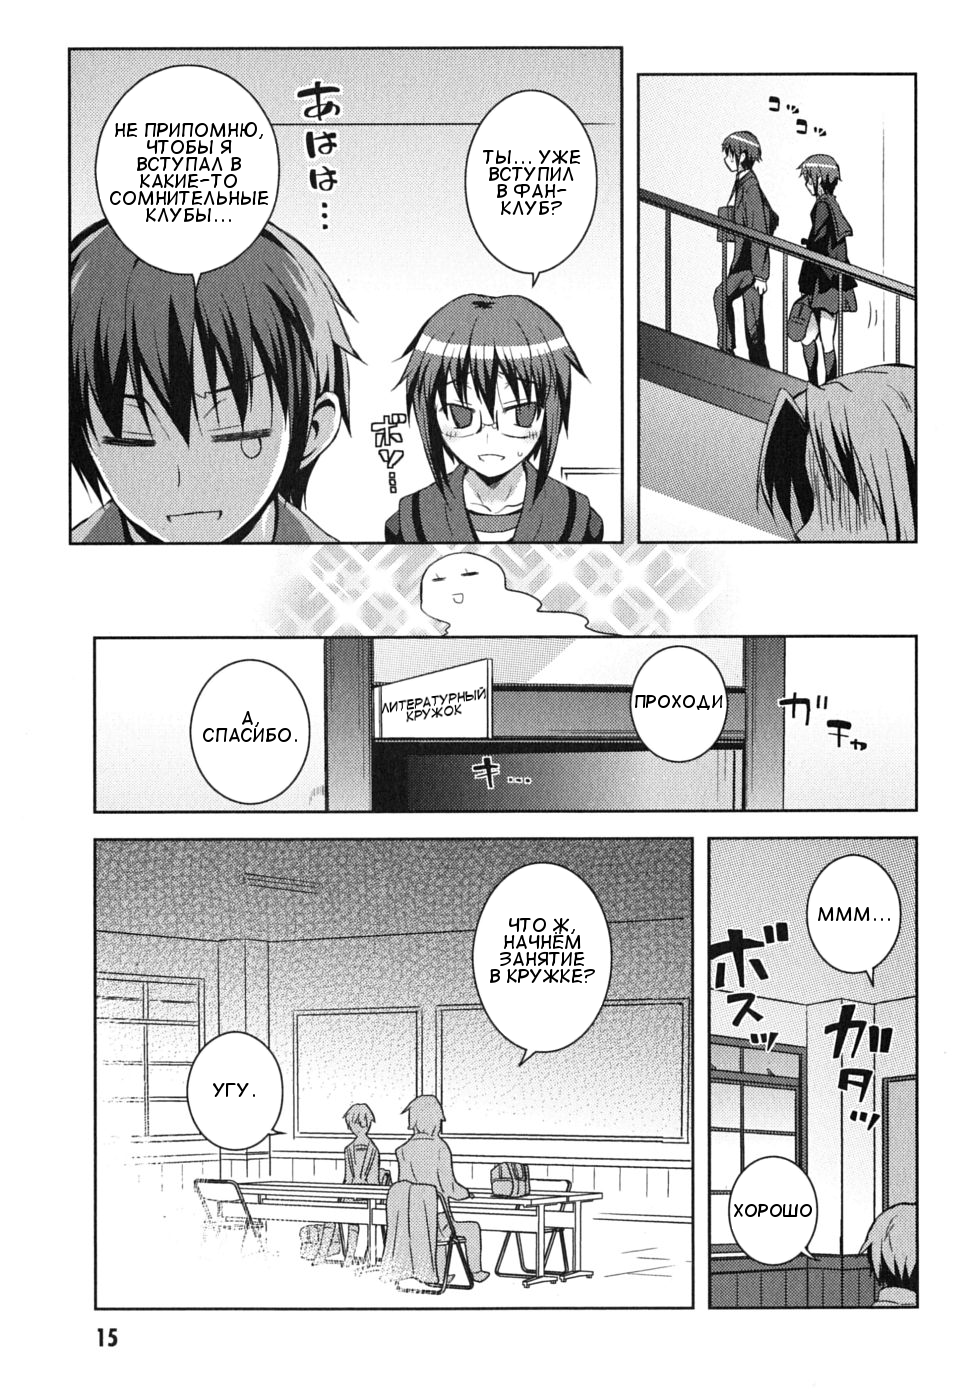 コッ
コッ
ТЫ... УЖЕ
ВСТУПИЛ
В ФАН-
КЛУБ?
あはは…
НЕ ПРИПОМНЮ,
ЧТОБЫ Я
ВСТУПАЛ В
КАКИЕ-ТО
СОМНИТЕЛЬНЫЕ
КЛУБЫ...
ボソ…
ガチャ
ПРОХОДИ
ЛИТЕРАТУРНЫЙ
КРУЖОК
キ…
А,
СПАСИБО.
МММ...
ボスッ
ガタッ
ХОРОШО
ЧТО Ж,
НАЧНЁМ
ЗАНЯТИЕ
В КРУЖКЕ?
УГУ.
15